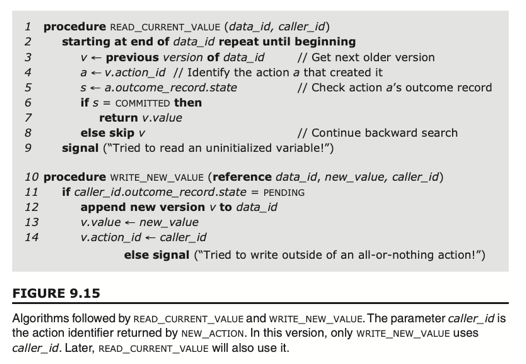 1 procedure READ_CURRENT_VALUE (data_id, caller_id)
2 starting at end of data_id repeat until beginning
3 v ← previous version of data_id // Get next older version
4 a ← v.action_id // Identify the action a that created it
5 s ← a.outcome_record.state // Check action a's outcome record
6 if s = COMMITTED then
7 return v.value
8 else skip v // Continue backward search
9 signal ("Tried to read an uninitialized variable!")
10 procedure WRITE_NEW_VALUE (reference data_id, new_value, caller_id)
11 if caller_id.outcome_record.state = PENDING
12 append new version v to data_id
13 v.value ← new_value
14 v.action_id ← caller_id
else signal ("Tried to write outside of an all-or-nothing action!")
FIGURE 9.15
Algorithms followed by READ_CURRENT_VALUE and WRITE_NEW_VALUE. The parameter caller_id is
the action identifier returned by NEW_ACTION. In this version, only WRITE_NEW_VALUE uses
caller_id. Later, READ_CURRENT_VALUE will also use it.